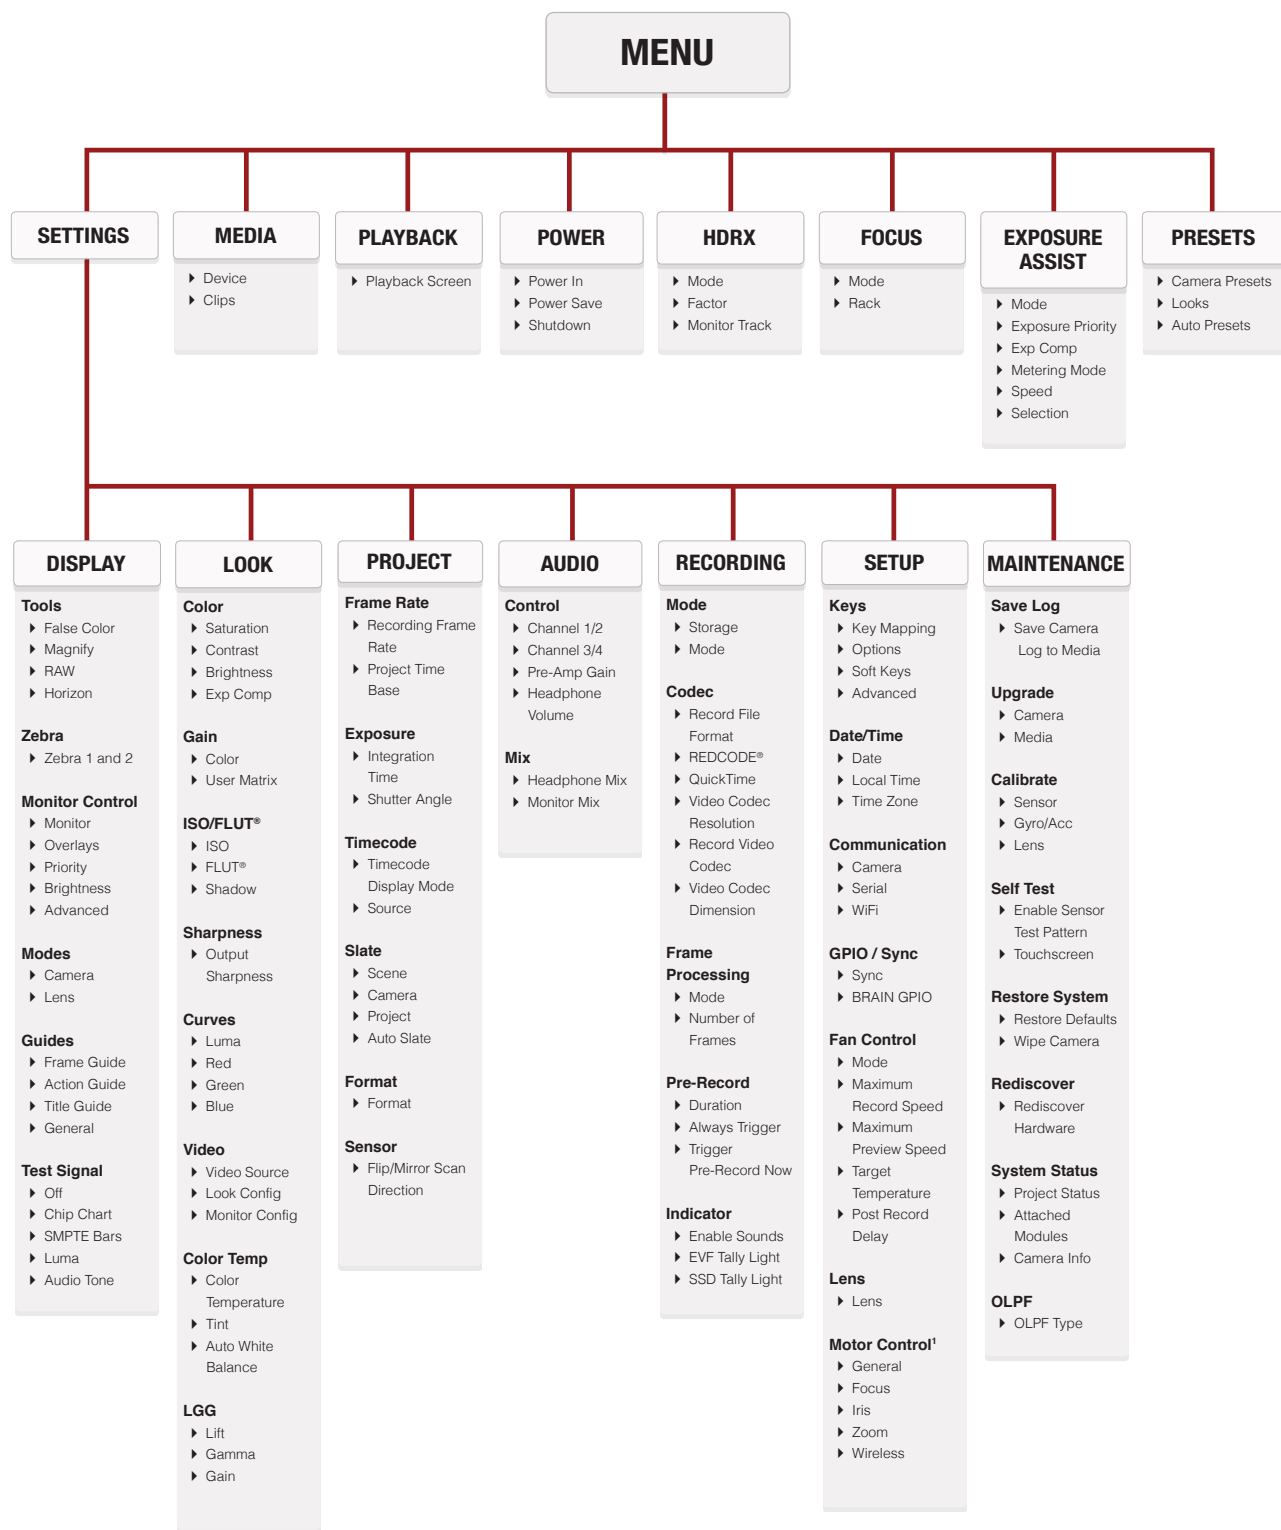 MENU
SETTINGS
MEDIA
Device
Clips
PLAYBACK
Playback Screen
POWER
Power In
Power Save
Shutdown
HDRX
Mode
Factor
Monitor Track
FOCUS
Mode
Rack
EXPOSURE
ASSIST
Mode
Exposure Priority
Exp Comp
Metering Mode
Speed
Selection
PRESETS
Camera Presets
Looks
Auto Presets
DISPLAY
Tools
False Color
Magnify
RAW
Horizon
Zebra
Zebra 1 and 2
Monitor Control
Monitor
Overlays
Priority
Brightness
Advanced
Modes
Camera
Lens
Guides
Frame Guide
Action Guide
Title Guide
General
Test Signal
Off
Chip Chart
SMPTE Bars
Luma
Audio Tone
LOOK
Color
Saturation
Contrast
Brightness
Exp Comp
Gain
Color
User Matrix
ISO/FLUT®
ISO
FLUT®
Shadow
Sharpness
Output
Sharpness
Curves
Luma
Red
Green
Blue
Video
Video Source
Look Config
Monitor Config
Color Temp
Color
Temperature
Tint
Auto White
Balance
LGG
Lift
Gamma
Gain
PROJECT
Frame Rate
Recording Frame
Rate
Project Time
Base
Exposure
Integration
Time
Shutter Angle
Timecode
Timecode
Display Mode
Source
Slate
Scene
Camera
Project
Auto Slate
Format
Format
Sensor
Flip/Mirror Scan
Direction
AUDIO
Control
Channel 1/2
Channel 3/4
Pre-Amp Gain
Headphone
Volume
Mix
Headphone Mix
Monitor Mix
RECORDING
Mode
Storage
Mode
Codec
Record File
Format
REDCODE®
QuickTime
Video Codec
Resolution
Record Video
Codec
Video Codec
Dimension
Frame
Processing
Mode
Number of
Frames
Pre-Record
Duration
Always Trigger
Trigger
Pre-Record Now
Indicator
Enable Sounds
EVF Tally Light
SSD Tally Light
SETUP
Keys
Key Mapping
Options
Soft Keys
Advanced
Date/Time
Date
Local Time
Time Zone
Communication
Camera
Serial
WiFi
GPIO / Sync
Sync
BRAIN GPIO
Fan Control
Mode
Maximum
Record Speed
Maximum
Preview Speed
Target
Temperature
Post Record
Delay
Lens
Lens
Motor Control¹
General
Focus
Iris
Zoom
Wireless
MAINTENANCE
Save Log
Save Camera
Log to Media
Upgrade
Camera
Media
Calibrate
Sensor
Gyro/Acc
Lens
Self Test
Enable Sensor
Test Pattern
Touchscreen
Restore System
Restore Defaults
Wipe Camera
Rediscover
Rediscover
Hardware
System Status
Project Status
Attached
Modules
Camera Info
OLPF
OLPF Type